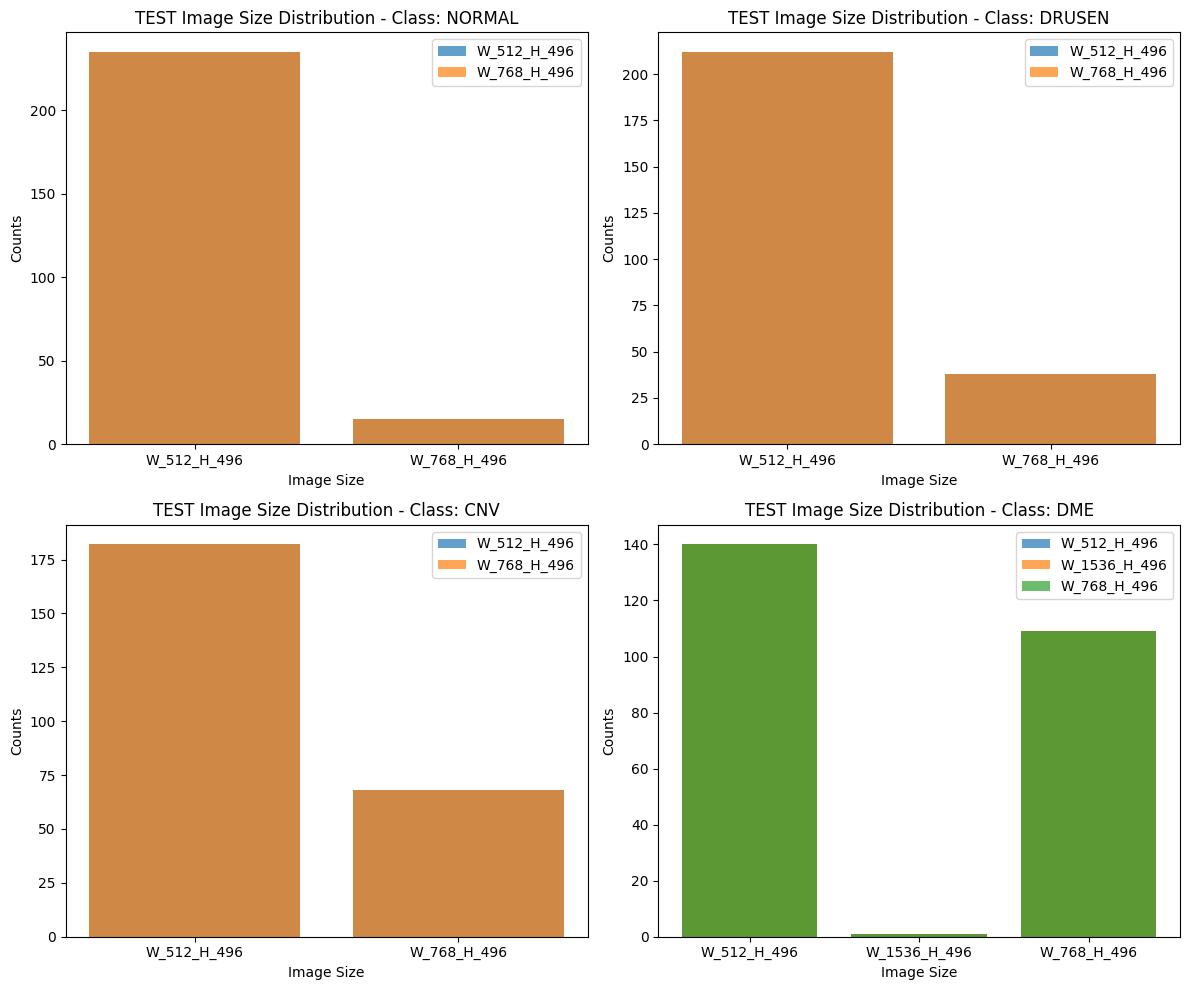 TEST Image Size Distribution - Class: NORMAL
W_512_H_496
W_768_H_496
200
150
100
50
0
Counts
W_512_H_496
W_768_H_496
Image Size
TEST Image Size Distribution - Class: DRUSEN
W_512_H_496
W_768_H_496
200
175
150
125
100
75
50
25
0
Counts
W_512_H_496
W_768_H_496
Image Size
TEST Image Size Distribution - Class: CNV
W_512_H_496
W_768_H_496
175
150
125
100
75
50
25
0
Counts
W_512_H_496
W_768_H_496
Image Size
TEST Image Size Distribution - Class: DME
W_512_H_496
W_1536_H_496
W_768_H_496
140
120
100
80
60
40
20
0
Counts
W_512_H_496
W_1536_H_496
W_768_H_496
Image Size